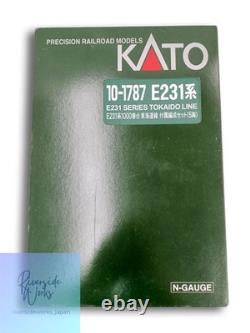 PRECISION RAILROAD MODELS
KATO
10-1787 E231系
E231 SERIES TOKAIDO LINE
E231系1000番台 東海道線 付属編成セット(5両)
Riverside
Works
riversideworks_japan
N-GAUGE